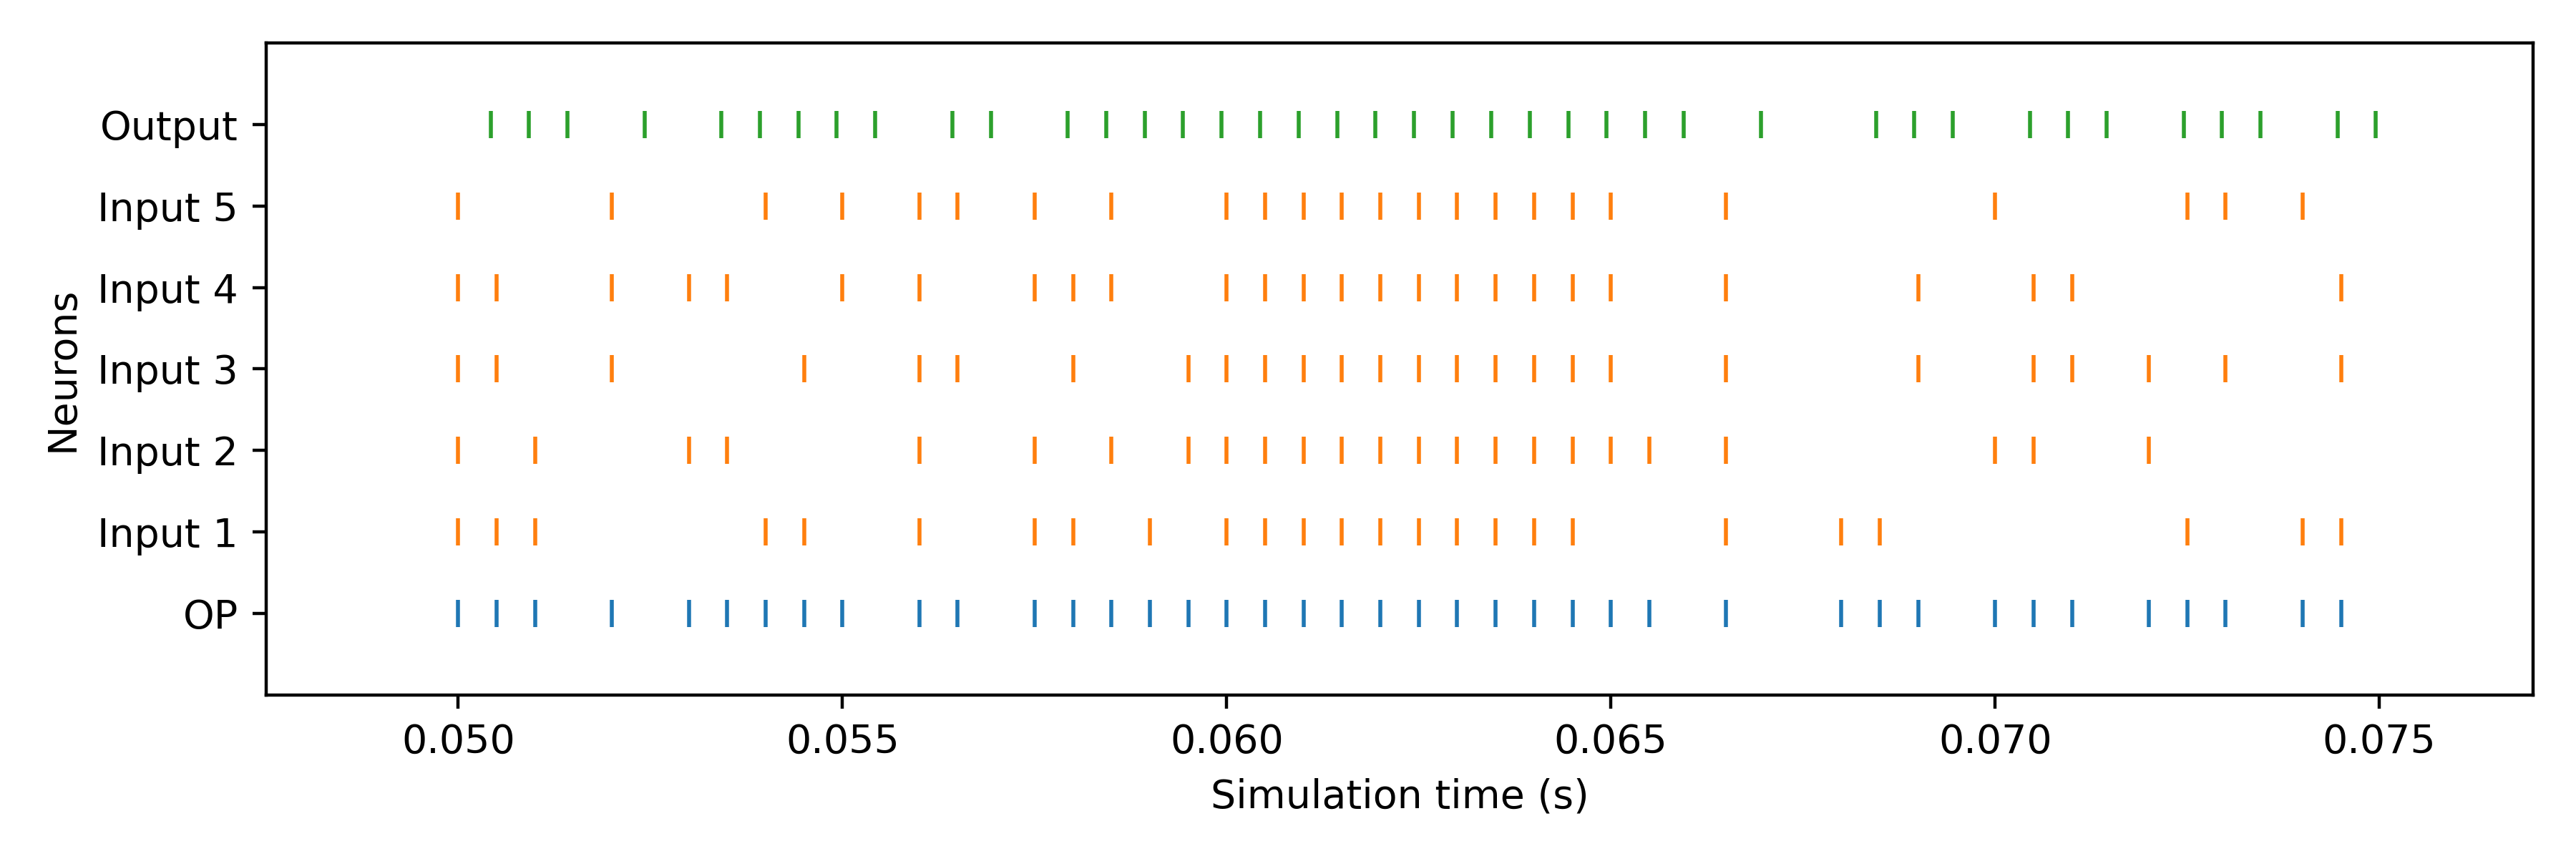 Output
Input 5
Input 4
Input 3
Input 2
Input 1
OP
Neurons
0.050 0.055 0.060 0.065 0.070 0.075
Simulation time (s)